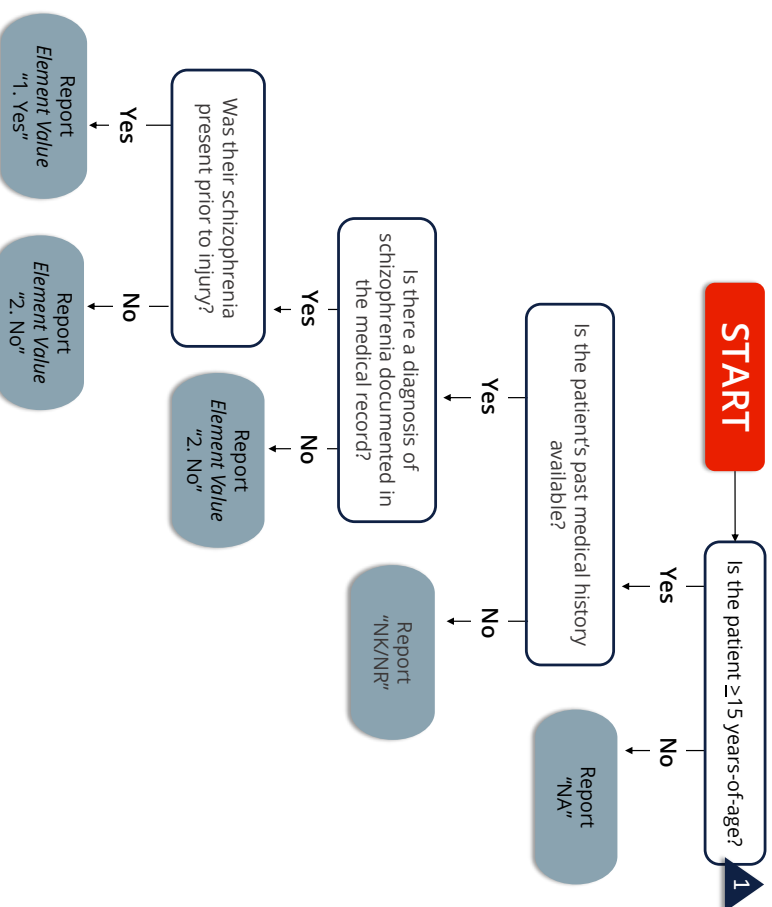 START
Is the patient >15 years-of-age?
1
Yes
No
Is the patient's past medical history
available?
Report
"NA"
Yes
No
Is there a diagnosis of
schizophrenia documented in
the medical record?
Report
"NK/NR"
Yes
No
Was their schizophrenia
present prior to injury?
Report
Element Value
"2. No"
Yes
No
Report
Element Value
"1. Yes"
Report
Element Value
"2. No"